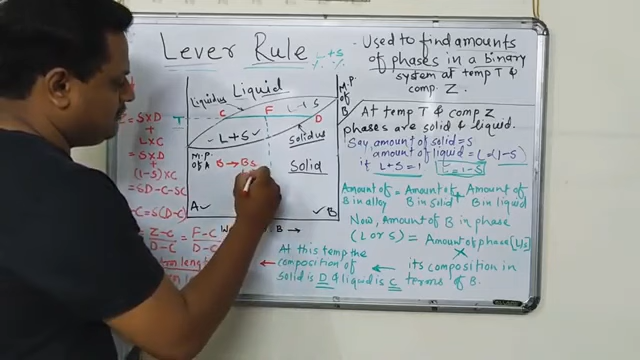 Lever Rule
L + S
% %
Liquid
Liquidus
C F L+S
T D
- L+S -
Solidus
M.P of B
M.P of A
B → BS
Solid
A
B
B →
= S×D
+
L×C
= S×D
+
(1-S)×C
= SD-C-SC
-C = S(D-C)
= Z-C = F-C
D-C D-C
• Used to find amounts
of phases in a binary
system at temp T &
comp Z.
• At temp T & comp Z
phases are solid & liquid.
Say amount of solid = S
amount of liquid = L = (1-S)
if L+S=1, L=1-S
Amount of = Amount of + Amount of
B in alloy B in solid B in liquid
Now, Amount of B in phase
(L or S) = Amount of phase [L/S]
×
← its composition in
terms of B.
← At this temp the
composition of
solid is D & liquid is C